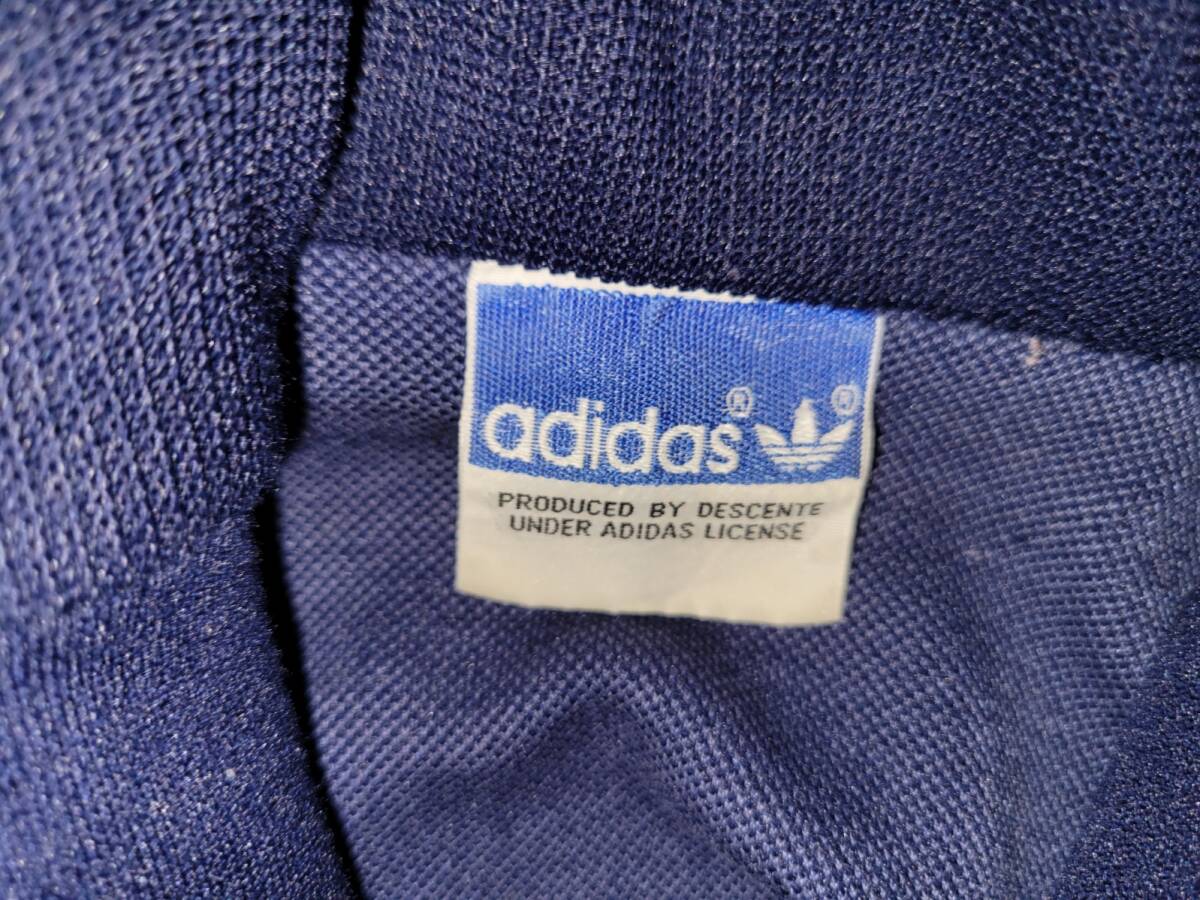 adidas® ®
PRODUCED BY DESCENTE
UNDER ADIDAS LICENSE